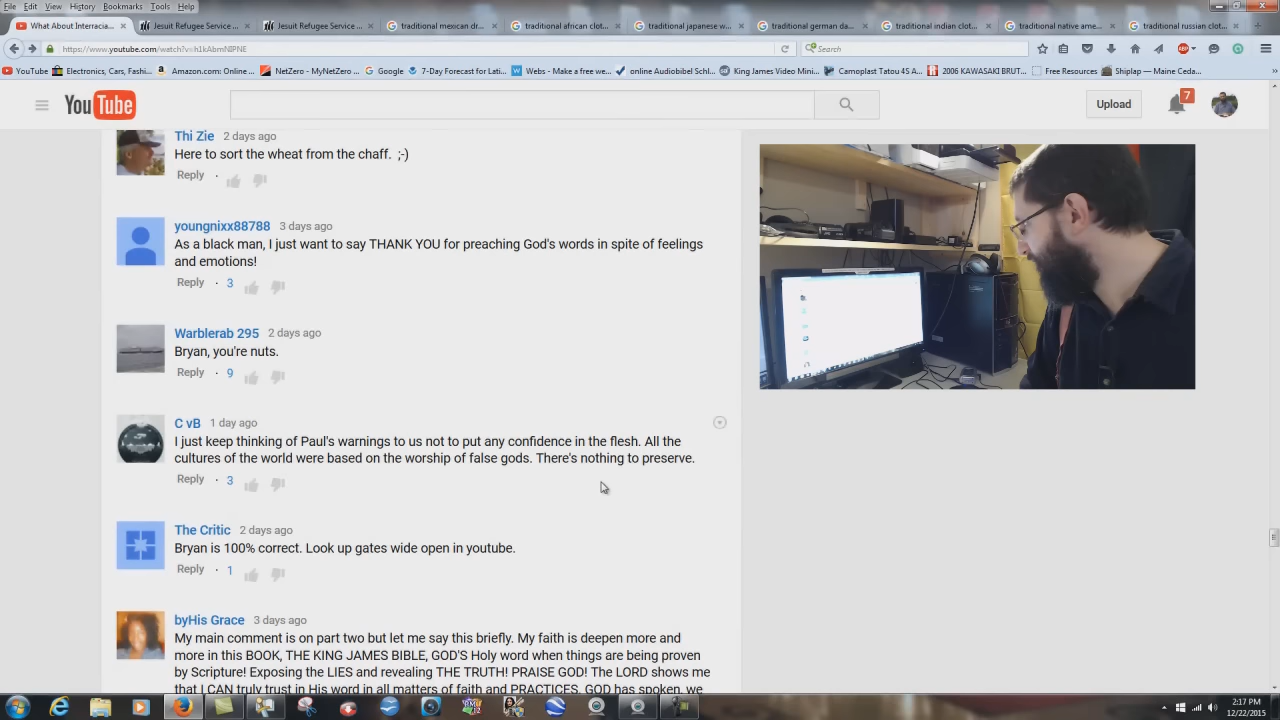 File Edit View History Bookmarks Tools Help
What About Interracia... Jesuit Refugee Service ... Jesuit Refugee Service ... traditional mexican dr... traditional african clot... traditional japanese w... traditional german da... traditional indian clot... traditional native ame... traditional russian clot...
https://www.youtube.com/watch?v=h1kAbmNIPNE Search
YouTube Electronics, Cars, Fashi... Amazon.com: Online ... NetZero - MyNetZero ... Google 7-Day Forecast for Lati... Webs - Make a free we... online Audiobibel Schl... King James Video Mini... Camoplast Tatou 4S A... 2006 KAWASAKI BRUT... Free Resources Shiplap — Maine Ceda...
YouTube Upload 7
Thi Zie 2 days ago
Here to sort the wheat from the chaff. ;-)
Reply ·
youngnixx88788 3 days ago
As a black man, I just want to say THANK YOU for preaching God's words in spite of feelings
and emotions!
Reply · 3
Warblerab 295 2 days ago
Bryan, you're nuts.
Reply · 9
C vB 1 day ago
I just keep thinking of Paul's warnings to us not to put any confidence in the flesh. All the
cultures of the world were based on the worship of false gods. There's nothing to preserve.
Reply · 3
The Critic 2 days ago
Bryan is 100% correct. Look up gates wide open in youtube.
Reply · 1
byHis Grace 3 days ago
My main comment is on part two but let me say this briefly. My faith is deepen more and
more in this BOOK, THE KING JAMES BIBLE, GOD'S Holy word when things are being proven
by Scripture! Exposing the LIES and revealing THE TRUTH! PRAISE GOD! The LORD shows me
that I CAN truly trust in His word in all matters of faith and PRACTICES. GOD has spoken, we
2:17 PM
12/22/2015